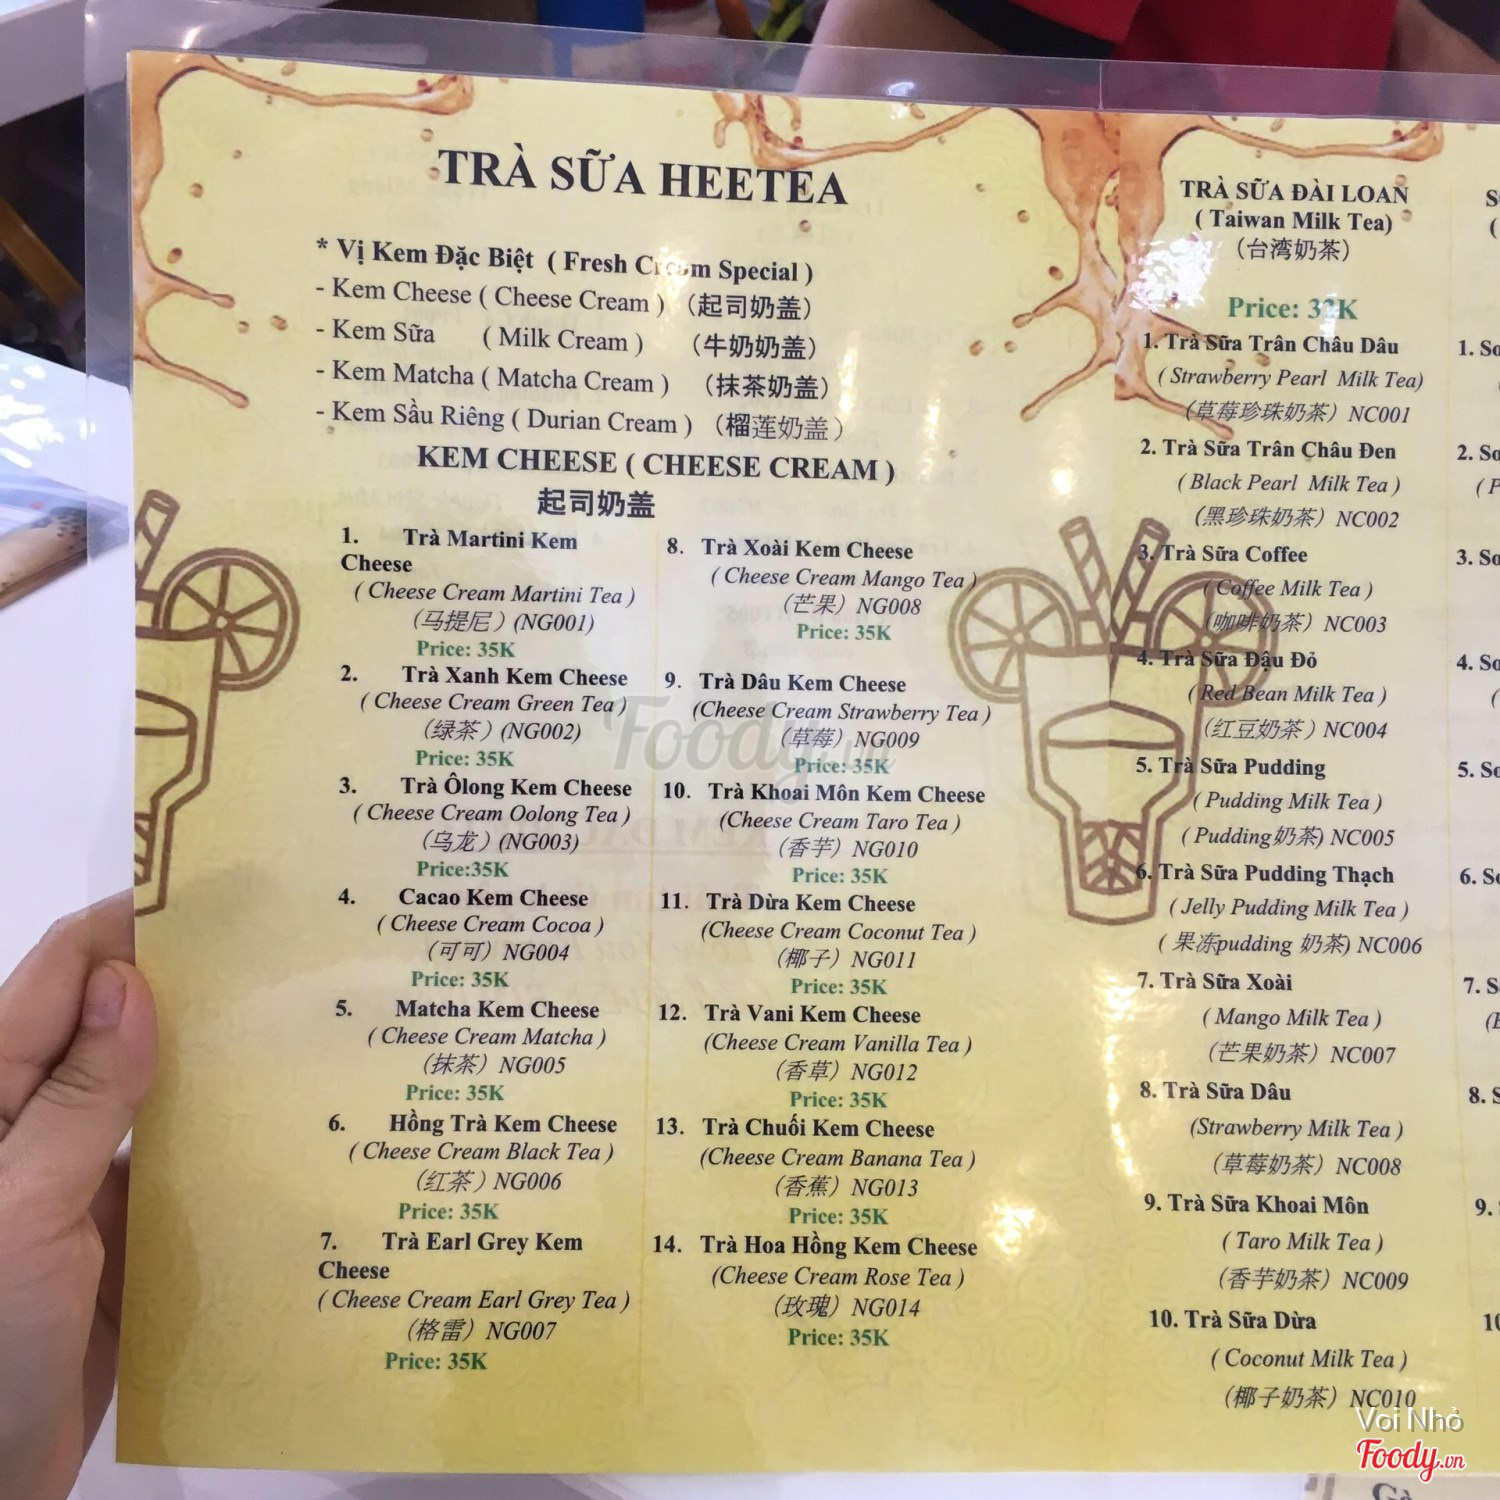 TRÀ SỮA HEETEA
* Vị Kem Đặc Biệt ( Fresh Cream Special )
- Kem Cheese ( Cheese Cream ) （起司奶盖）
- Kem Sữa ( Milk Cream ) （牛奶奶盖）
- Kem Matcha ( Matcha Cream ) （抹茶奶盖）
- Kem Sầu Riêng ( Durian Cream ) （榴莲奶盖）
KEM CHEESE ( CHEESE CREAM )
起司奶盖
1. Trà Martini Kem
Cheese
( Cheese Cream Martini Tea )
（马提尼）(NG001)
Price: 35K
2. Trà Xanh Kem Cheese
( Cheese Cream Green Tea )
（绿茶）(NG002)
Price: 35K
3. Trà Ôlong Kem Cheese
( Cheese Cream Oolong Tea )
（乌龙）(NG003)
Price:35K
4. Cacao Kem Cheese
( Cheese Cream Cocoa )
（可可）NG004
Price: 35K
5. Matcha Kem Cheese
( Cheese Cream Matcha )
（抹茶）NG005
Price: 35K
6. Hồng Trà Kem Cheese
( Cheese Cream Black Tea )
（红茶）NG006
Price: 35K
7. Trà Earl Grey Kem
Cheese
( Cheese Cream Earl Grey Tea )
（格雷）NG007
Price: 35K
8. Trà Xoài Kem Cheese
( Cheese Cream Mango Tea )
（芒果）NG008
Price: 35K
9. Trà Dâu Kem Cheese
(Cheese Cream Strawberry Tea )
（草莓）NG009
Price: 35K
10. Trà Khoai Môn Kem Cheese
(Cheese Cream Taro Tea )
（香芋）NG010
Price: 35K
11. Trà Dừa Kem Cheese
(Cheese Cream Coconut Tea )
（椰子）NG011
Price: 35K
12. Trà Vani Kem Cheese
(Cheese Cream Vanilla Tea )
（香草）NG012
Price: 35K
13. Trà Chuối Kem Cheese
(Cheese Cream Banana Tea )
（香蕉）NG013
Price: 35K
14. Trà Hoa Hồng Kem Cheese
(Cheese Cream Rose Tea )
（玫瑰）NG014
Price: 35K
TRÀ SỮA ĐÀI LOAN
( Taiwan Milk Tea)
（台湾奶茶）
Price:
1. Trà Sữa Trân Châu Dâu
( Strawberry Pearl Milk Tea)
（草莓珍珠奶茶）NC001
2. Trà Sữa Trân Châu Đen
( Black Pearl Milk Tea )
（黑珍珠奶茶）NC002
3. Trà Sữa Coffee
( Coffee Milk Tea )
（咖啡奶茶）NC003
4. Trà Sữa Đậu Đỏ
( Red Bean Milk Tea )
（红豆奶茶）NC004
5. Trà Sữa Pudding
( Pudding Milk Tea )
( Pudding奶茶) NC005
6. Trà Sữa Pudding Thạch
( Jelly Pudding Milk Tea )
( 果冻pudding 奶茶) NC006
7. Trà Sữa Xoài
( Mango Milk Tea )
（芒果奶茶）NC007
8. Trà Sữa Dâu
(Strawberry Milk Tea )
（草莓奶茶）NC008
9. Trà Sữa Khoai Môn
( Taro Milk Tea )
（香芋奶茶）NC009
10. Trà Sữa Dừa
( Coconut Milk Tea )
（椰子奶茶）NC010
Foody.vn
Voi Nhỏ
Foody.vn